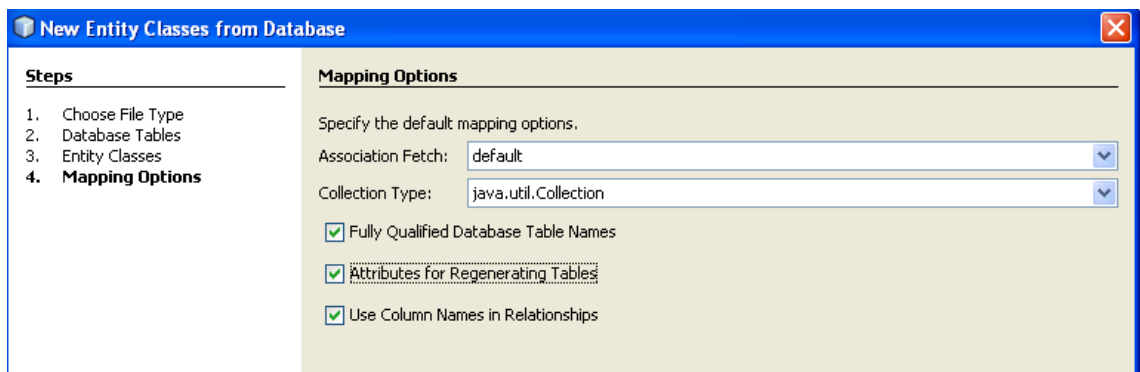 New Entity Classes from Database
Steps
1. Choose File Type
2. Database Tables
3. Entity Classes
4. Mapping Options
Mapping Options
Specify the default mapping options.
Association Fetch: default
Collection Type: java.util.Collection
Fully Qualified Database Table Names
Attributes for Regenerating Tables
Use Column Names in Relationships